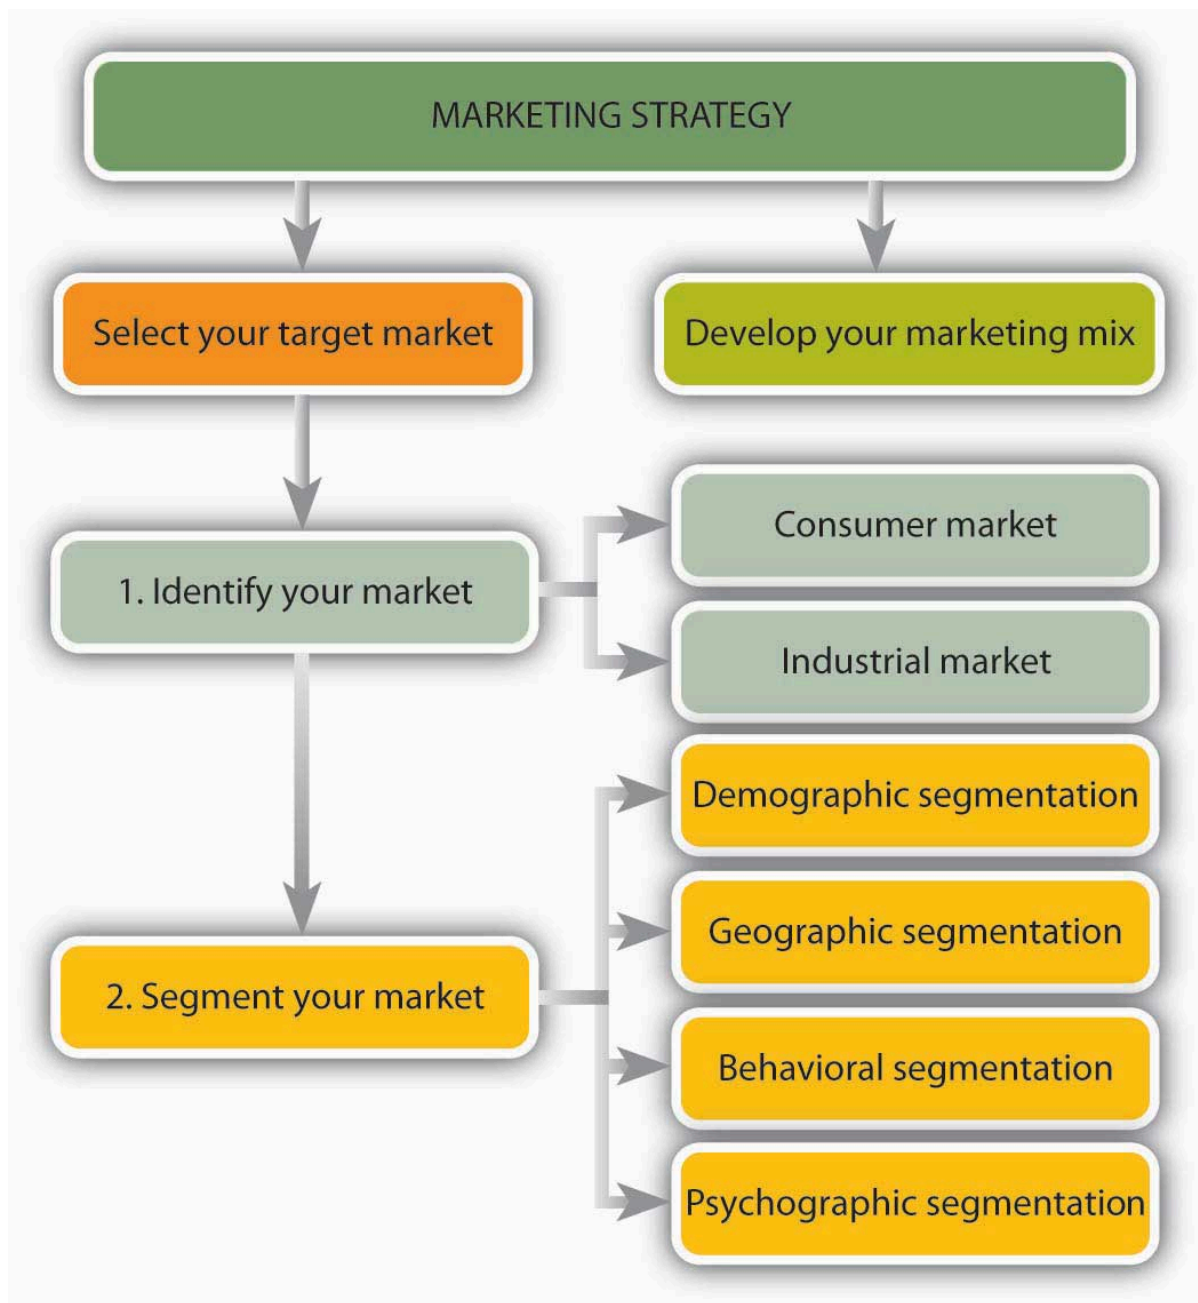 MARKETING STRATEGY
Select your target market
Develop your marketing mix
1. Identify your market
Consumer market
Industrial market
2. Segment your market
Demographic segmentation
Geographic segmentation
Behavioral segmentation
Psychographic segmentation